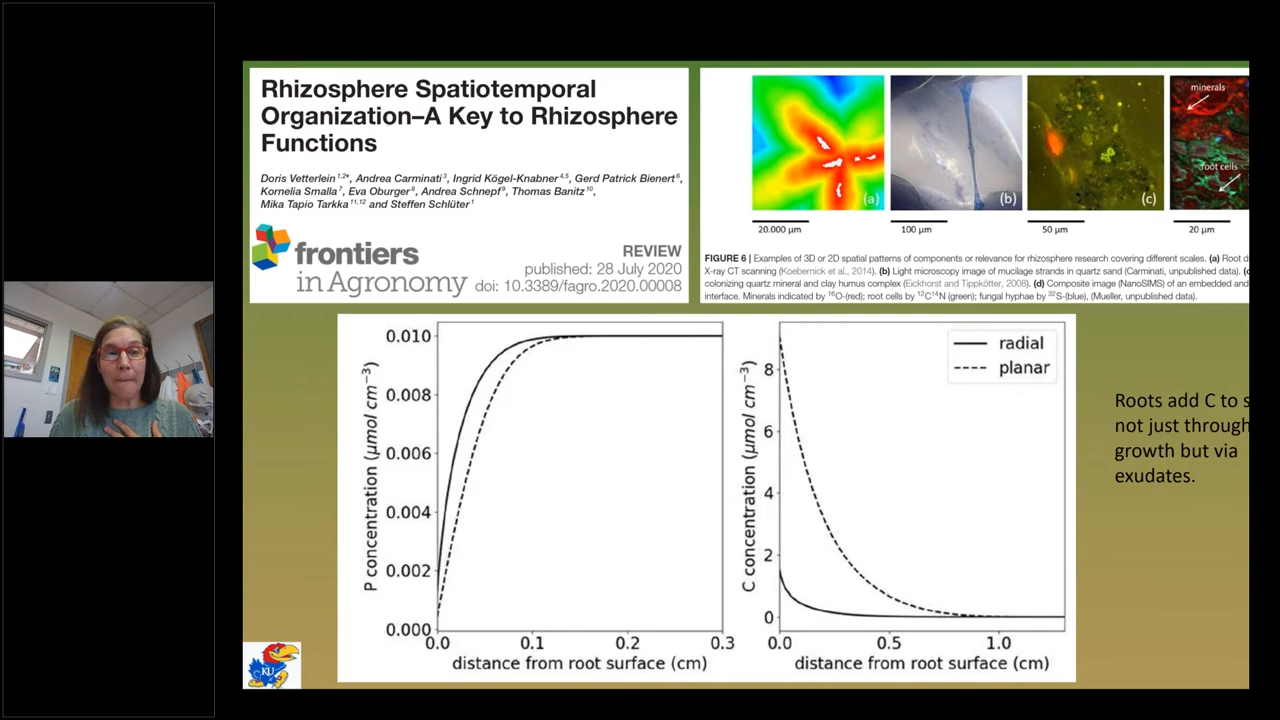 Rhizosphere Spatiotemporal
Organization–A Key to Rhizosphere
Functions
Doris Vetterlein 1,2*, Andrea Carminati 3, Ingrid Kögel-Knabner 4,5, Gerd Patrick Bienert 6,
Kornelia Smalla 7, Eva Oburger 8, Andrea Schnepf 9, Thomas Banitz 10,
Mika Tapio Tarkka 11,12 and Steffen Schlüter 1
frontiers
in Agronomy
REVIEW
published: 28 July 2020
doi: 10.3389/fagro.2020.00008
minerals
root cells
(a)
(b)
(c)
20.000 µm
100 µm
50 µm
20 µm
FIGURE 6 | Examples of 3D or 2D spatial patterns of components or relevance for rhizosphere research covering different scales. (a) Root d
X-ray CT scanning (Koebernick et al., 2014). (b) Light microscopy image of mucilage strands in quartz sand (Carminati, unpublished data). (c
colonizing quartz mineral and clay humus complex (Eickhorst and Tippkötter, 2008). (d) Composite image (NanoSIMS) of an embedded and
interface. Minerals indicated by 16O-(red); root cells by 12C14N (green); fungal hyphae by 32S-(blue), (Mueller, unpublished data).
P concentration (µmol cm−3)
0.010
0.008
0.006
0.004
0.002
0.000
0.0
0.1
0.2
0.3
distance from root surface (cm)
C concentration (µmol cm−3)
8
6
4
2
0
0.0
0.5
1.0
distance from root surface (cm)
radial
planar
Roots add C to s
not just through
growth but via
exudates.
KU